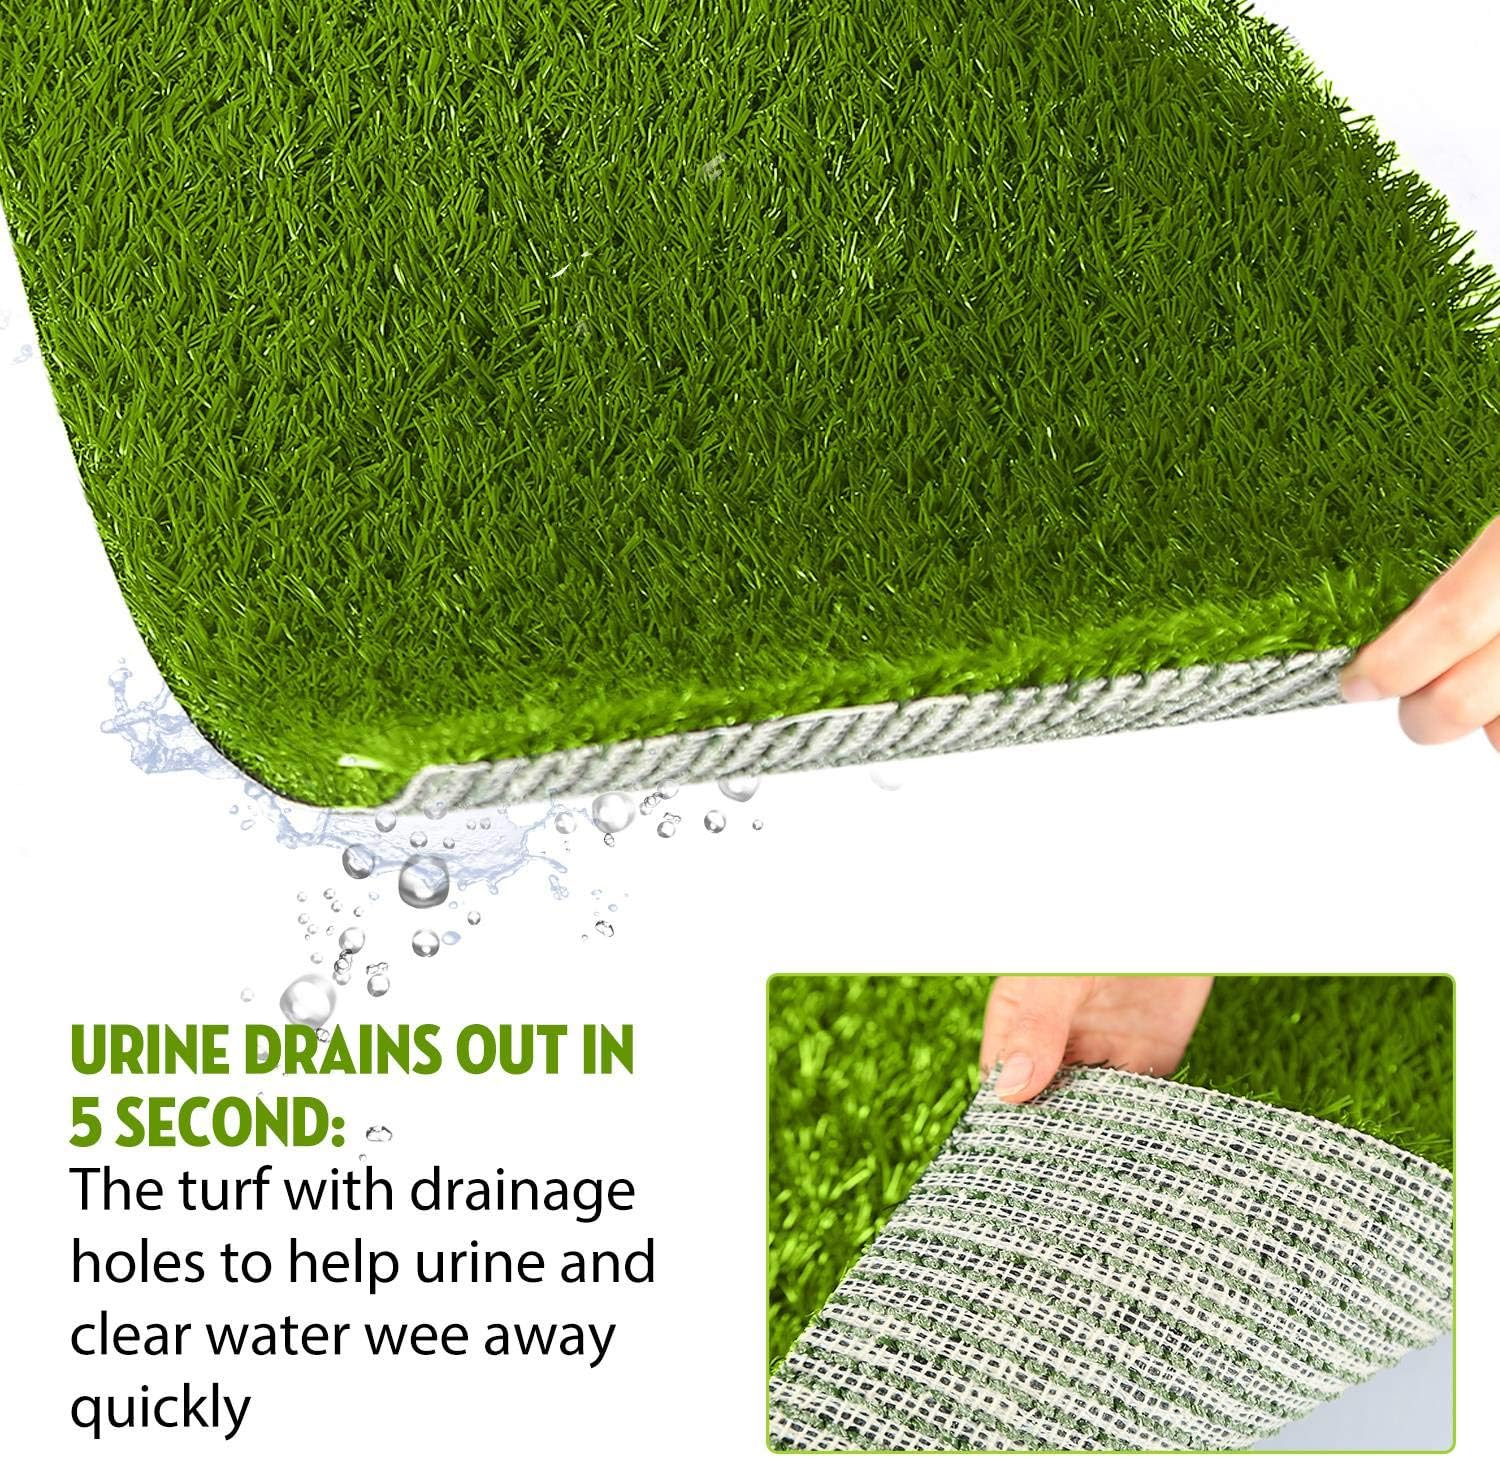 URINE DRAINS OUT IN
5 SECOND:
The turf with drainage
holes to help urine and
clear water wee away
quickly